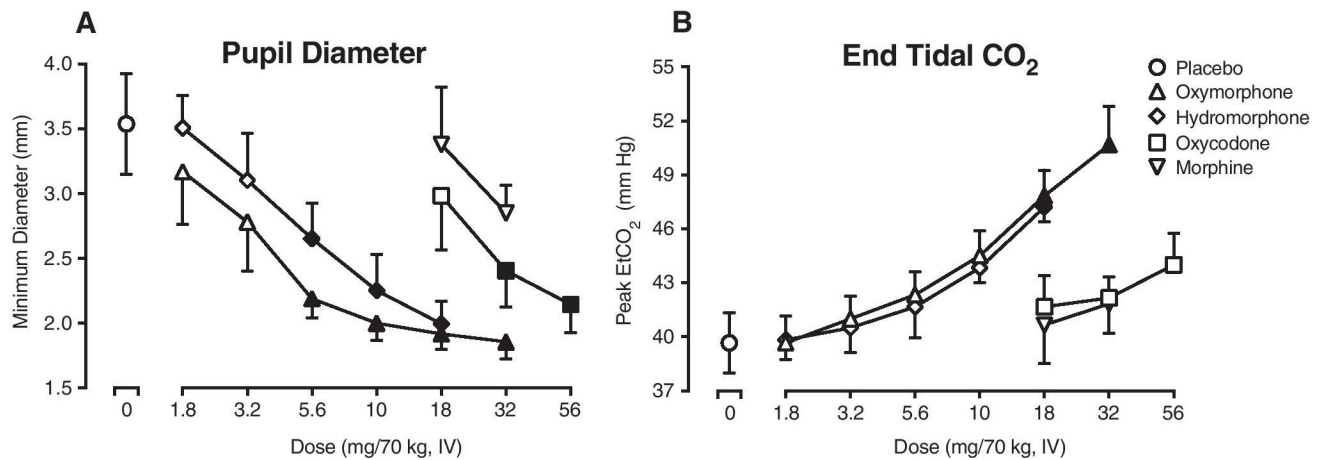 A
Pupil Diameter
Minimum Diameter (mm)
4.0
3.5
3.0
2.5
2.0
1.5
0 1.8 3.2 5.6 10 18 32 56
Dose (mg/70 kg, IV)
B
End Tidal CO2
Peak EtCO2 (mm Hg)
55
52
49
46
43
40
37
0 1.8 3.2 5.6 10 18 32 56
Dose (mg/70 kg, IV)
Placebo
Oxymorphone
Hydromorphone
Oxycodone
Morphine